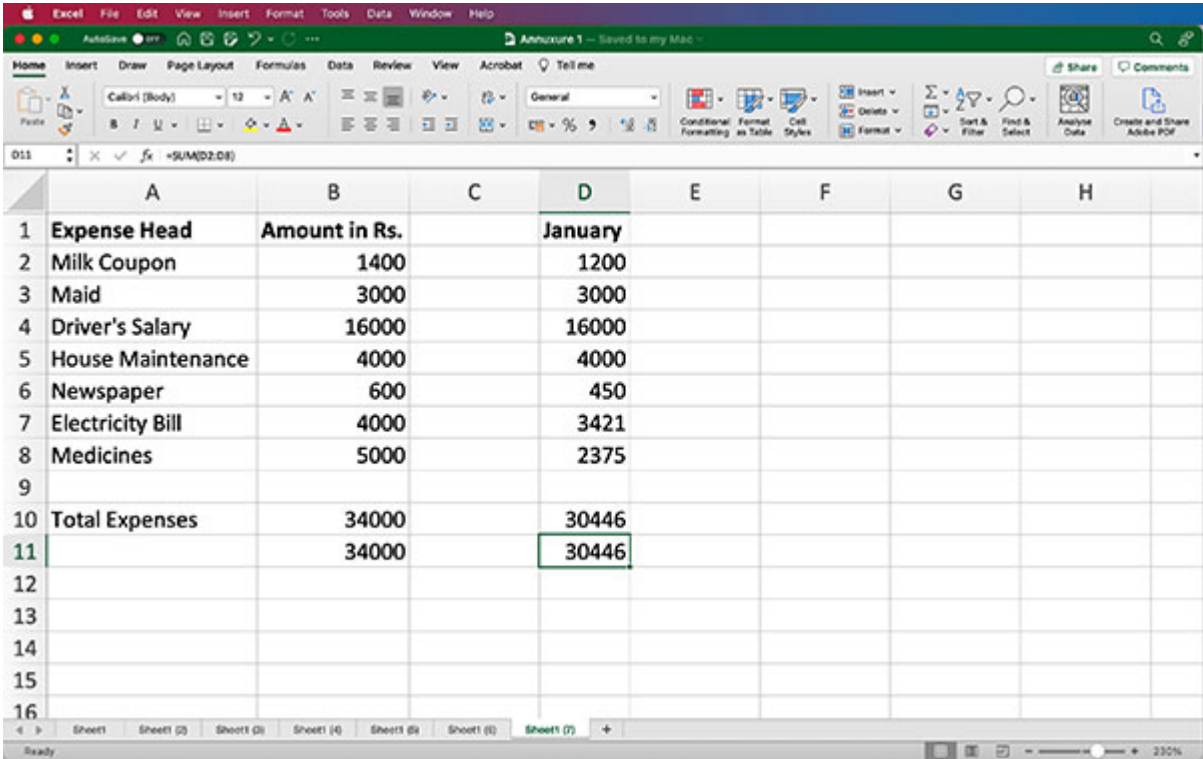 Excel File Edit View Insert Format Tools Data Window Help
AutoSave OFF Annuxure 1 — Saved to my Mac
Home Insert Draw Page Layout Formulas Data Review View Acrobat Tell me Share Comments
Paste Calibri (Body) 12 A A General Conditional Formatting Format as Table Cell Styles Insert Delete Format Sort & Filter Find & Select Analyse Data Create and Share Adobe PDF
B I U A % 9
D11 fx =SUM(D2:D8)
A B C D E F G H
1 Expense Head Amount in Rs. January
2 Milk Coupon 1400 1200
3 Maid 3000 3000
4 Driver's Salary 16000 16000
5 House Maintenance 4000 4000
6 Newspaper 600 450
7 Electricity Bill 4000 3421
8 Medicines 5000 2375
9
10 Total Expenses 34000 30446
11 34000 30446
12
13
14
15
16
Sheet1 Sheet1 (2) Sheet1 (3) Sheet1 (4) Sheet1 (5) Sheet1 (6) Sheet1 (7) +
Ready 230%